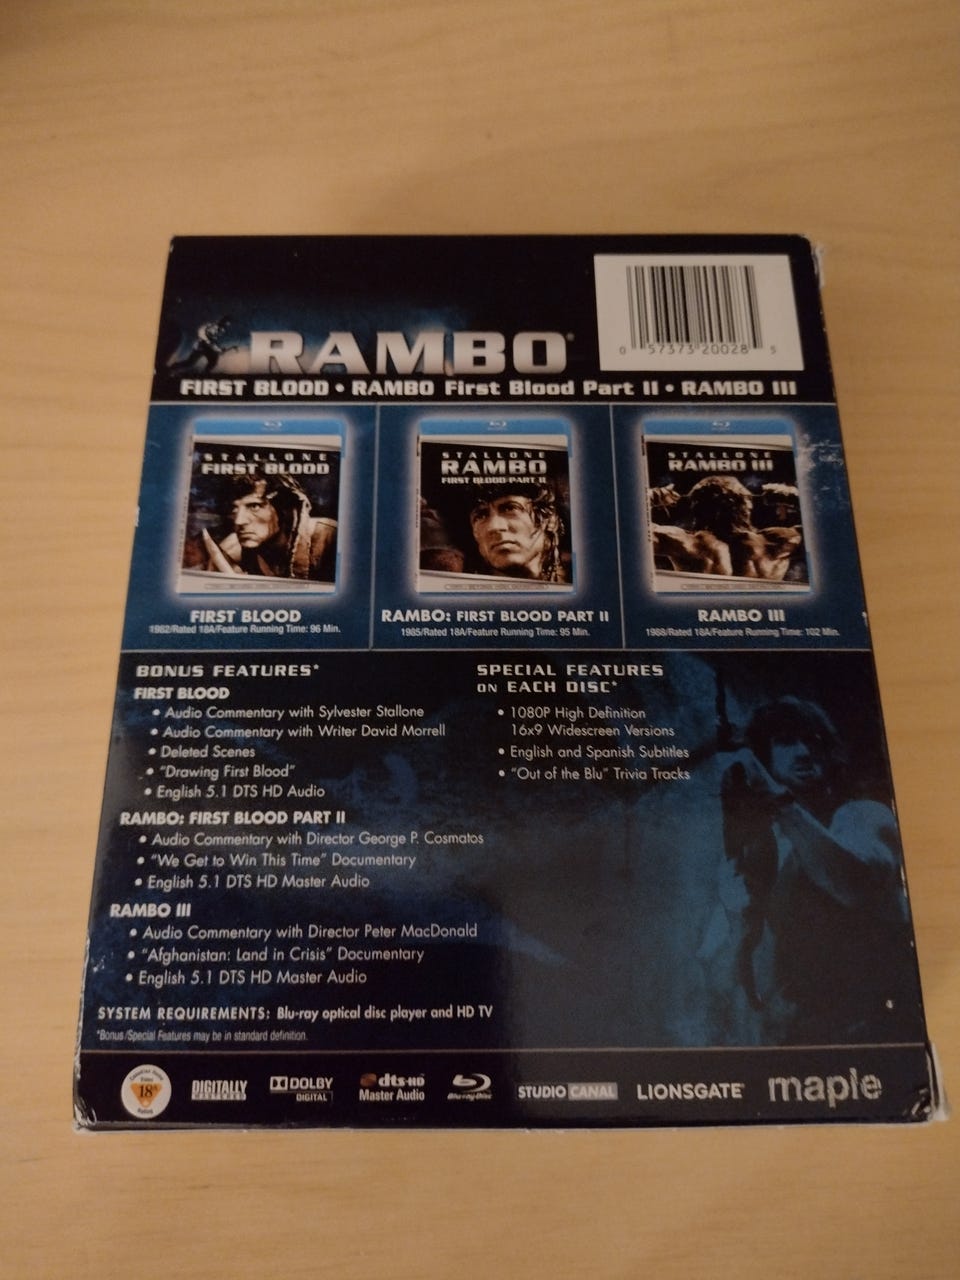 0 57373 20028 5
RAMBO®
FIRST BLOOD • RAMBO First Blood Part II • RAMBO III
STALLONE
FIRST BLOOD
STALLONE
RAMBO
FIRST BLOOD PART II
STALLONE
RAMBO III
FIRST BLOOD
1982/Rated 18A/Feature Running Time: 96 Min.
RAMBO: FIRST BLOOD PART II
1985/Rated 18A/Feature Running Time: 95 Min.
RAMBO III
1988/Rated 18A/Feature Running Time: 102 Min.
BONUS FEATURES*
FIRST BLOOD
• Audio Commentary with Sylvester Stallone
• Audio Commentary with Writer David Morrell
• Deleted Scenes
• "Drawing First Blood"
• English 5.1 DTS HD Audio
RAMBO: FIRST BLOOD PART II
• Audio Commentary with Director George P. Cosmatos
• "We Get to Win This Time" Documentary
• English 5.1 DTS HD Master Audio
RAMBO III
• Audio Commentary with Director Peter MacDonald
• "Afghanistan: Land in Crisis" Documentary
• English 5.1 DTS HD Master Audio
SPECIAL FEATURES
ON EACH DISC*
• 1080P High Definition
16x9 Widescreen Versions
• English and Spanish Subtitles
• "Out of the Blu" Trivia Tracks
SYSTEM REQUIREMENTS: Blu-ray optical disc player and HD TV
*Bonus/Special Features may be in standard definition.
18A
DIGITALLY
DOLBY
DIGITAL
dts-HD
Master Audio
Blu-ray Disc
STUDIO CANAL
LIONSGATE
maple